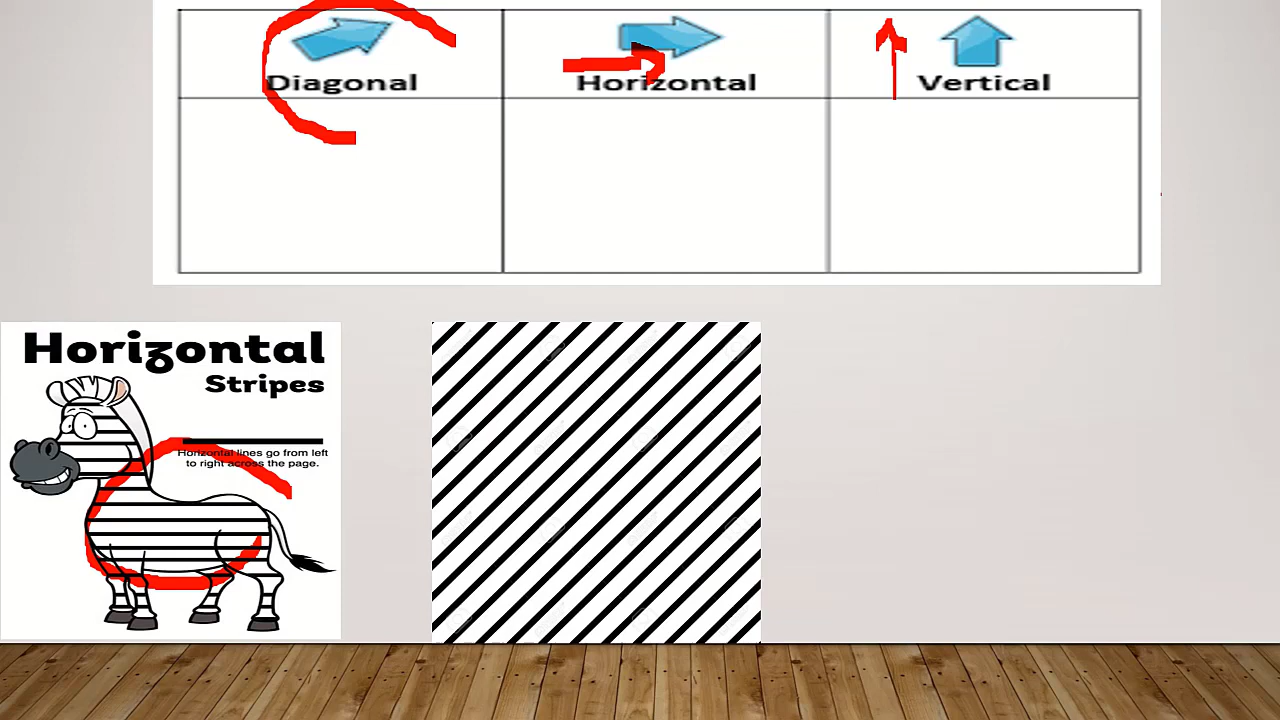 Diagonal
Horizontal
Vertical
Horizontal
Stripes
Horizontal lines go from left
to right across the page.